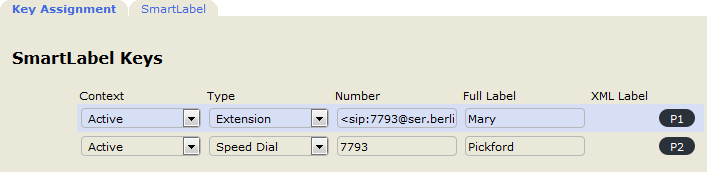 Key Assignment SmartLabel
SmartLabel Keys
Context Type Number Full Label XML Label
Active Extension <sip:7793@ser.berli Mary P1
Active Speed Dial 7793 Pickford P2